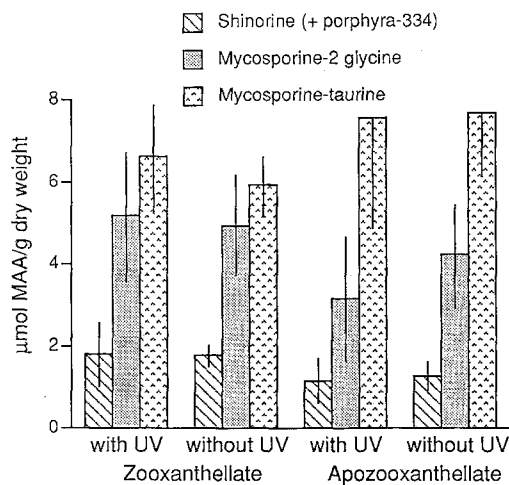 Shinorine (+ porphyra-334)
Mycosporine-2 glycine
Mycosporine-taurine
µmol MAA/g dry weight
8
6
4
2
0
with UV without UV with UV without UV
Zooxanthellate Apozooxanthellate